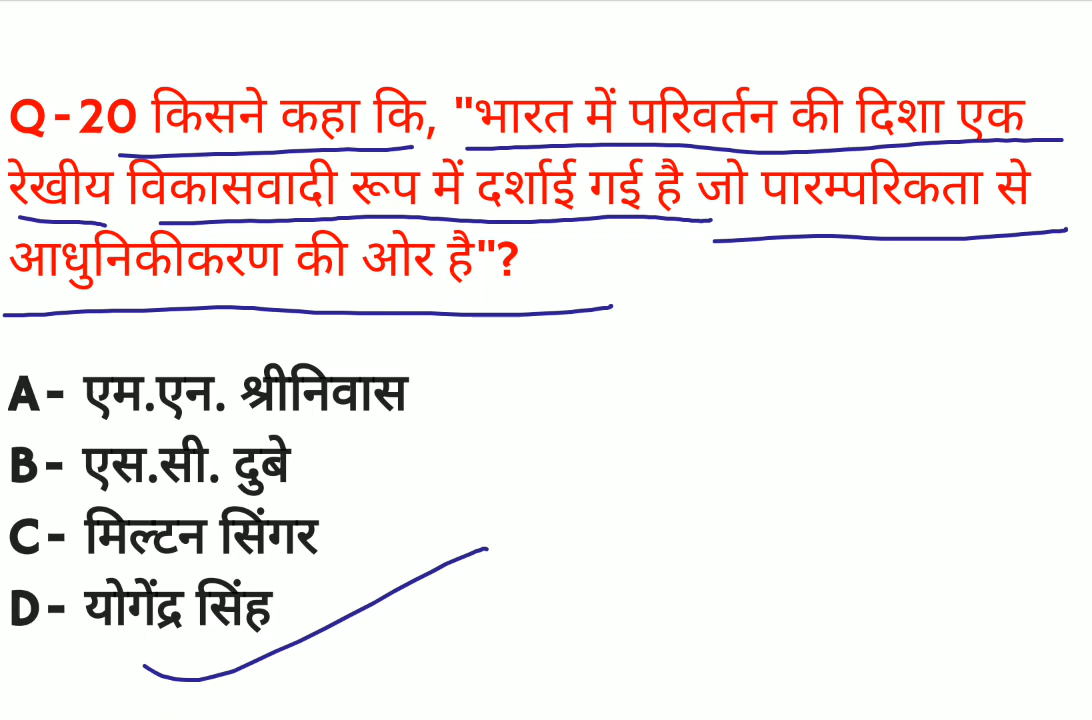 Q-20 किसने कहा कि, "भारत में परिवर्तन की दिशा एक
रेखीय विकासवादी रूप में दर्शाई गई है जो पारम्परिकता से
आधुनिकीकरण की ओर है"?
A- एम.एन. श्रीनिवास
B- एस.सी. दुबे
C- मिल्टन सिंगर
D- योगेंद्र सिंह